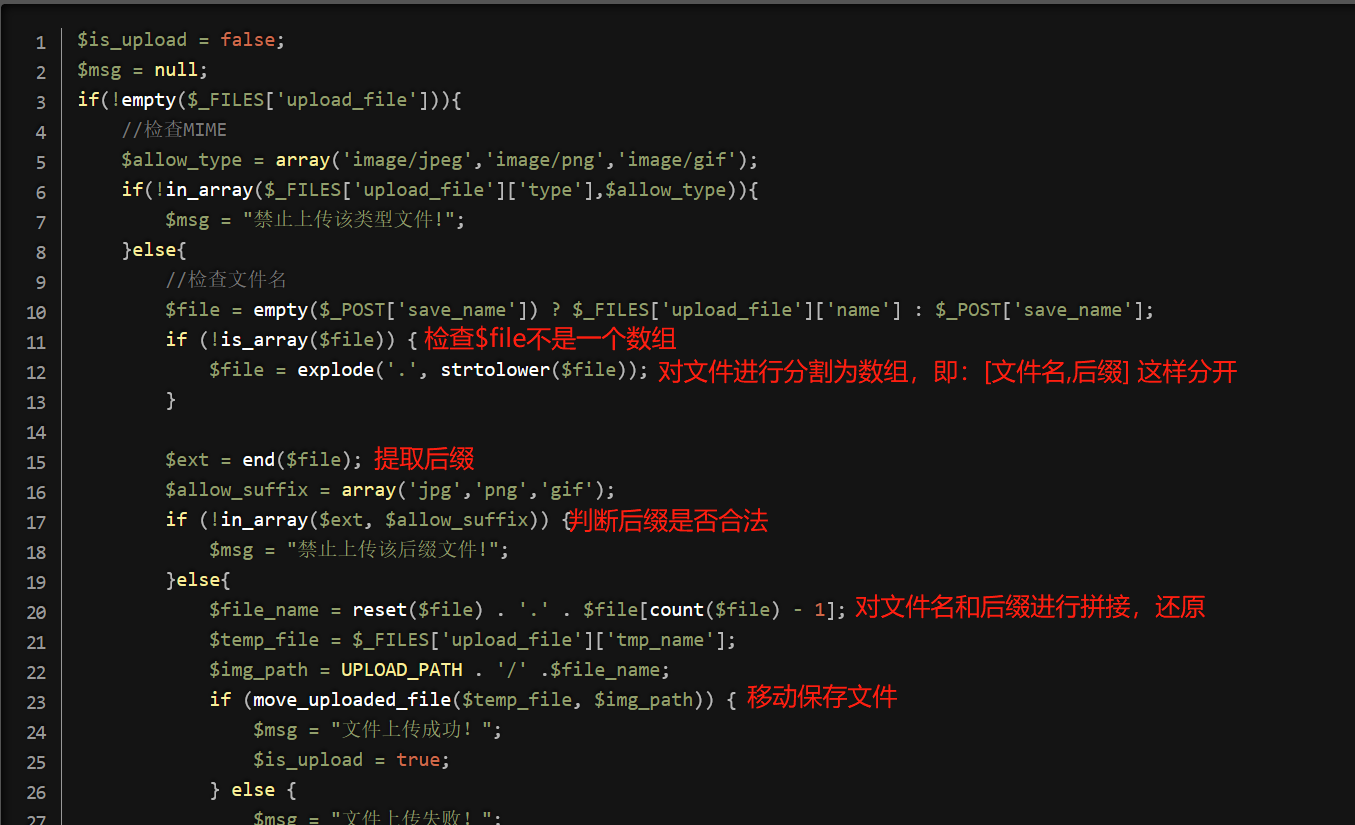 1 $is_upload = false;
2 $msg = null;
3 if(!empty($_FILES['upload_file'])){
4 //检查MIME
5 $allow_type = array('image/jpeg','image/png','image/gif');
6 if(!in_array($_FILES['upload_file']['type'],$allow_type)){
7 $msg = "禁止上传该类型文件!";
8 }else{
9 //检查文件名
10 $file = empty($_POST['save_name']) ? $_FILES['upload_file']['name'] : $_POST['save_name'];
11 if (!is_array($file)) { 检查$file不是一个数组
12 $file = explode('.', strtolower($file)); 对文件进行分割为数组，即：[文件名,后缀] 这样分开
13 }
14
15 $ext = end($file); 提取后缀
16 $allow_suffix = array('jpg','png','gif');
17 if (!in_array($ext, $allow_suffix)) { 判断后缀是否合法
18 $msg = "禁止上传该后缀文件!";
19 }else{
20 $file_name = reset($file) . '.' . $file[count($file) - 1]; 对文件名和后缀进行拼接，还原
21 $temp_file = $_FILES['upload_file']['tmp_name'];
22 $img_path = UPLOAD_PATH . '/' .$file_name;
23 if (move_uploaded_file($temp_file, $img_path)) { 移动保存文件
24 $msg = "文件上传成功！";
25 $is_upload = true;
26 } else {
27 $msg = "文件上传失败！";